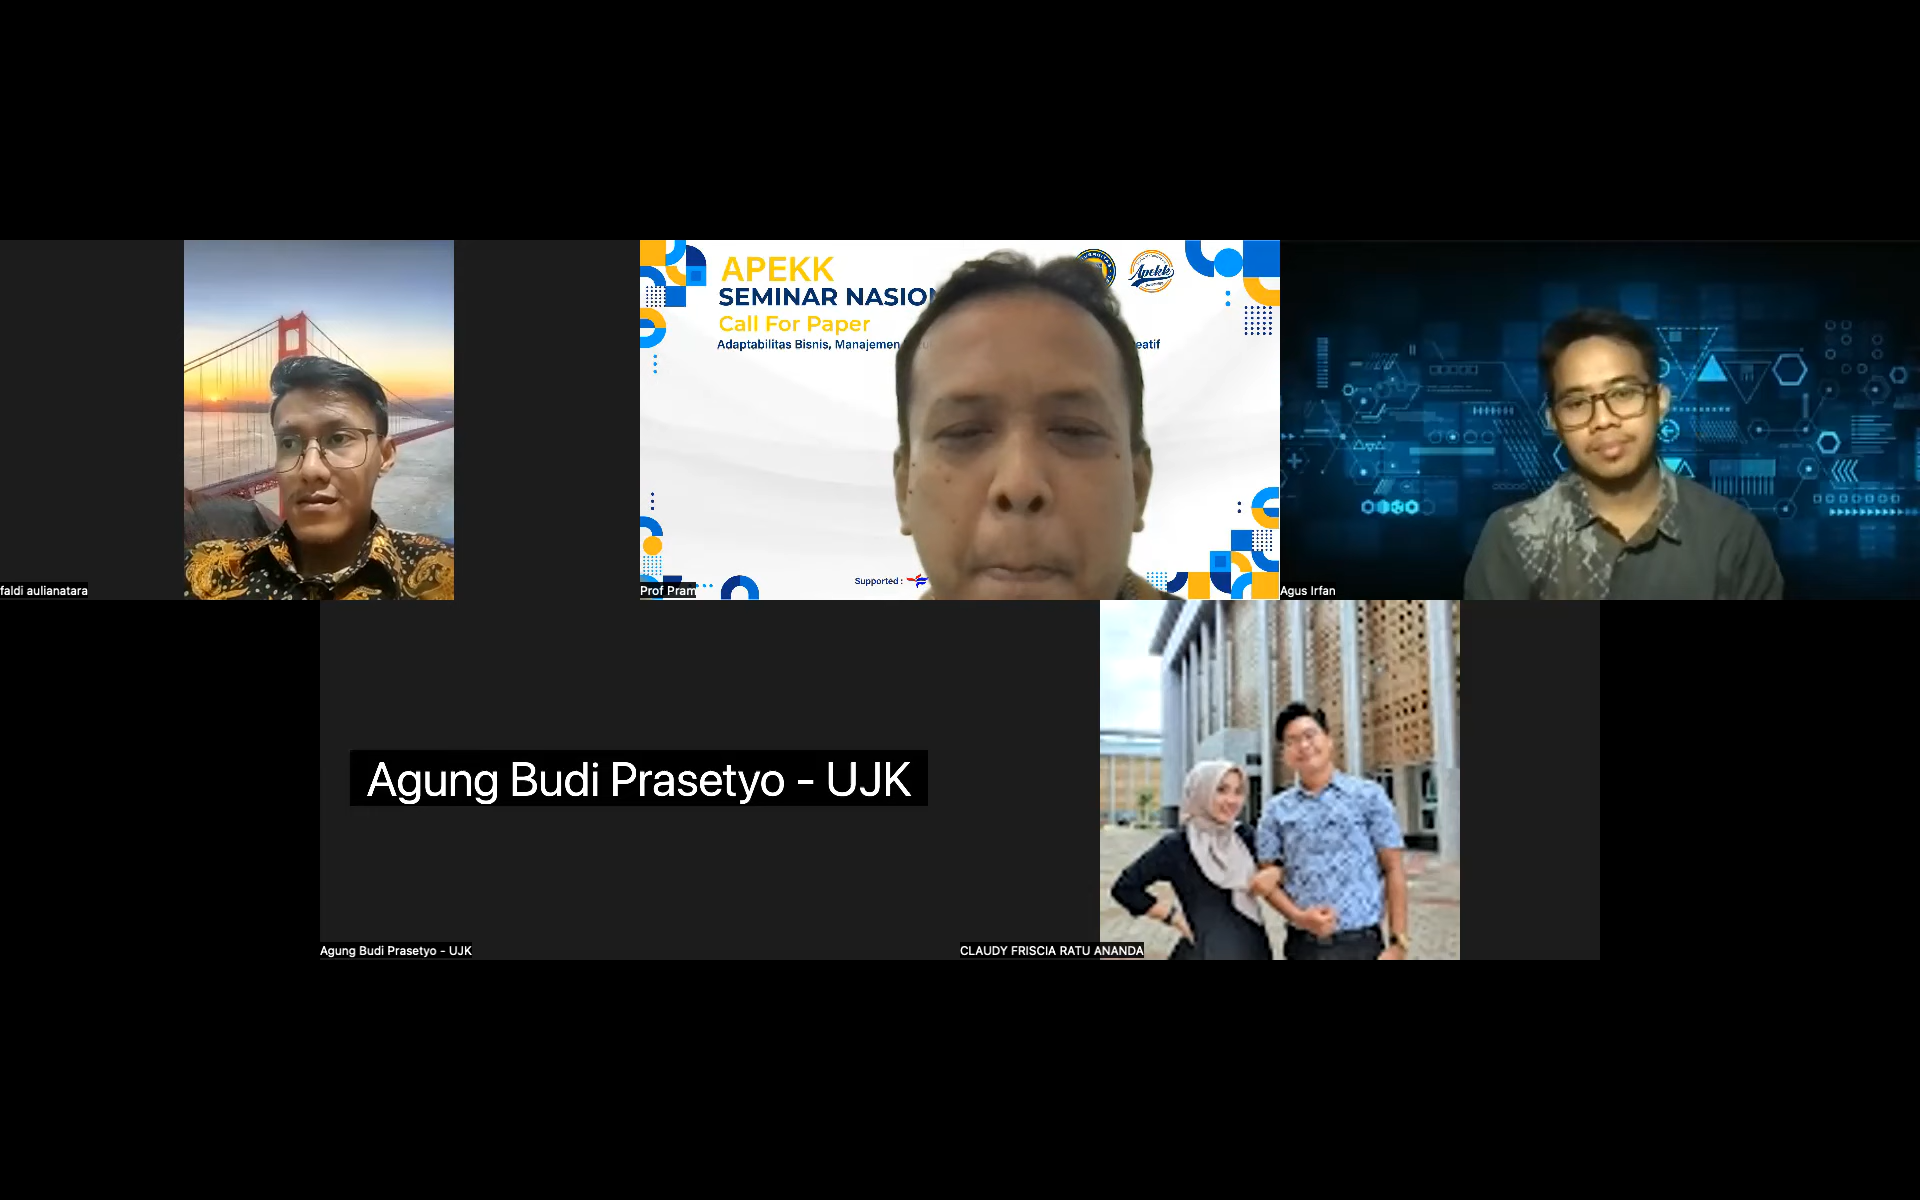 APEKK
SEMINAR NASION
Call For Paper
Adaptabilitas Bisnis, Manajemen
eatif
Apekk
Supported :
faldi aulianatara
Prof Pram
Agus Irfan
Agung Budi Prasetyo - UJK
Agung Budi Prasetyo - UJK
CLAUDY FRISCIA RATU ANANDA